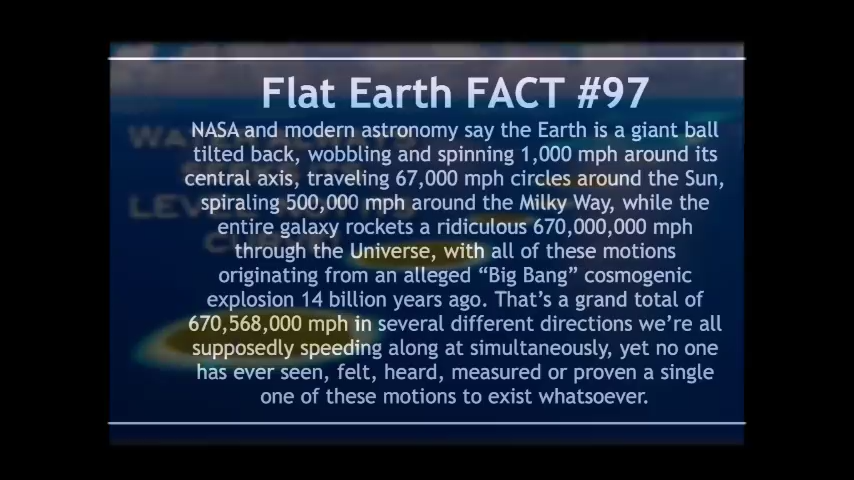 Flat Earth FACT #97
NASA and modern astronomy say the Earth is a giant ball
tilted back, wobbling and spinning 1,000 mph around its
central axis, traveling 67,000 mph circles around the Sun,
spiraling 500,000 mph around the Milky Way, while the
entire galaxy rockets a ridiculous 670,000,000 mph
through the Universe, with all of these motions
originating from an alleged “Big Bang” cosmogenic
explosion 14 billion years ago. That’s a grand total of
670,568,000 mph in several different directions we’re all
supposedly speeding along at simultaneously, yet no one
has ever seen, felt, heard, measured or proven a single
one of these motions to exist whatsoever.